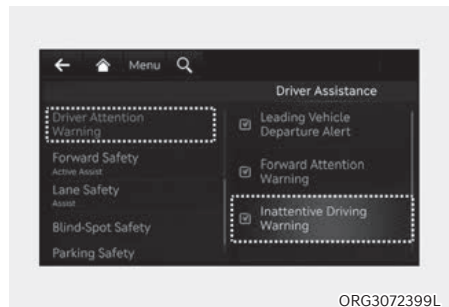 Menu
Driver Assistance
Driver Attention
Warning
Forward Safety
Active Assist
Lane Safety
Assist
Blind-Spot Safety
Parking Safety
Leading Vehicle
Departure Alert
Forward Attention
Warning
Inattentive Driving
Warning
ORG3072399L